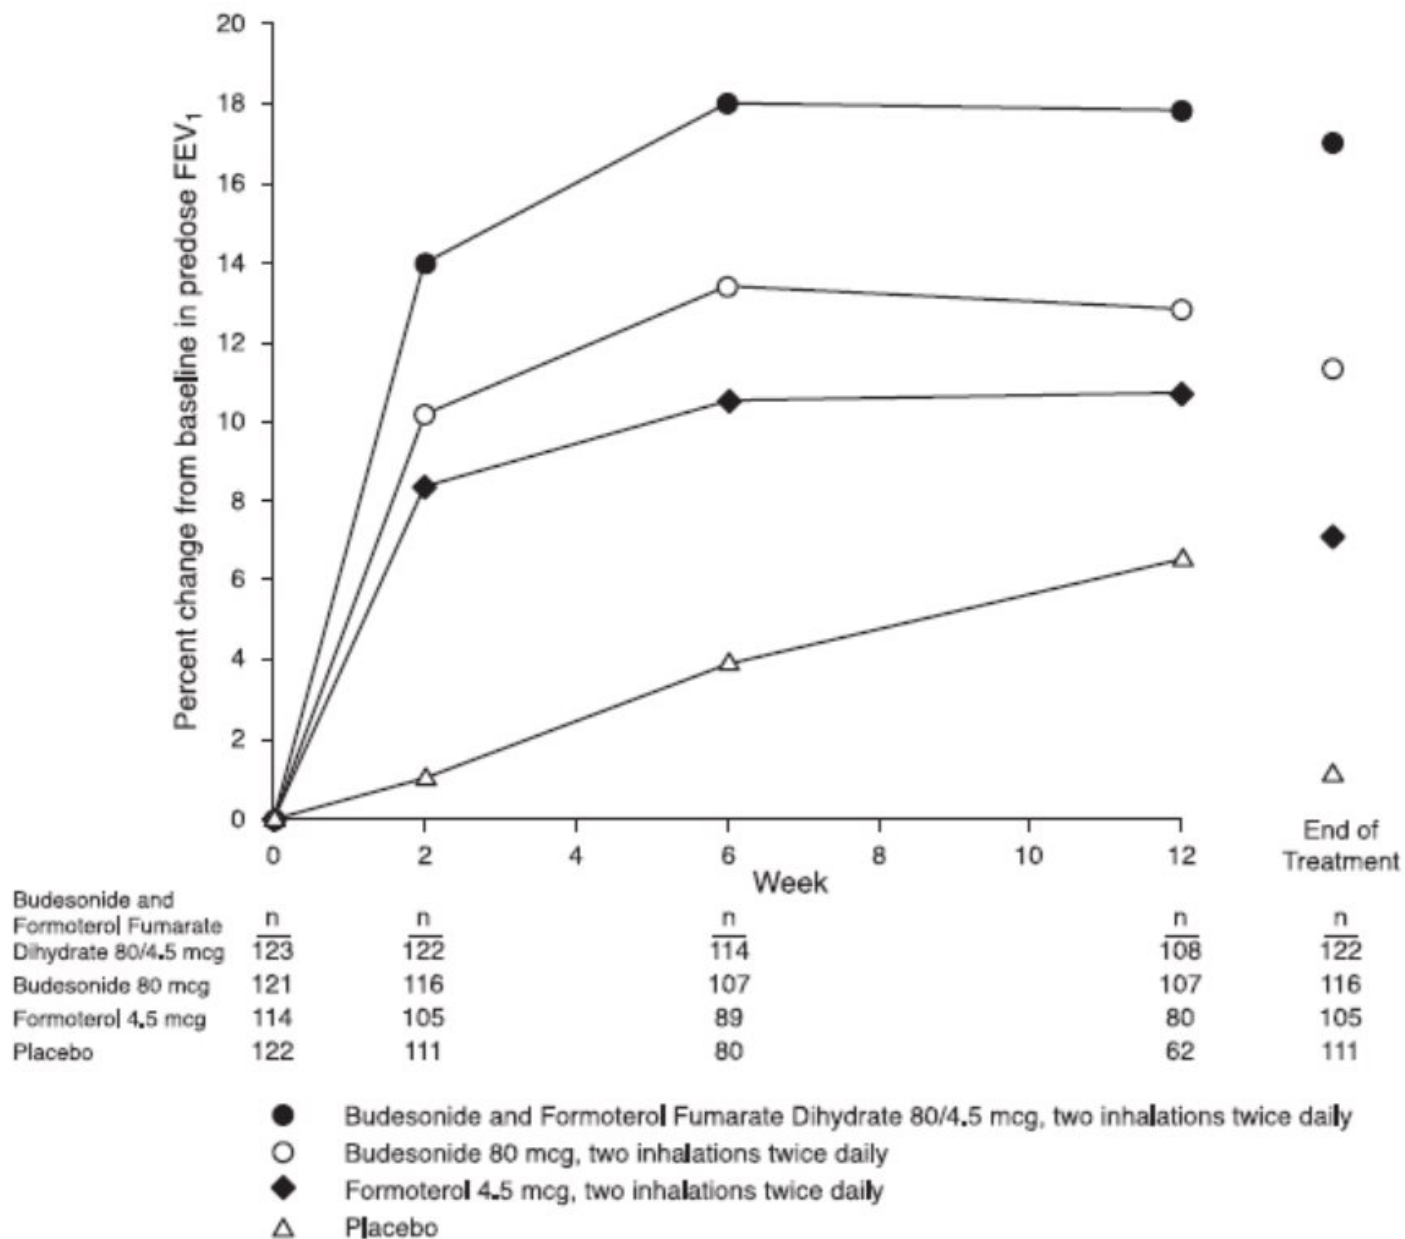 20
18
16
14
12
10
8
6
4
2
0
Percent change from baseline in predose FEV1
0 2 4 6 8 10 12
Week
End of
Treatment
Budesonide and
Formoterol Fumarate n n n n n
Dihydrate 80/4.5 mcg 123 122 114 108 122
Budesonide 80 mcg 121 116 107 107 116
Formoterol 4.5 mcg 114 105 89 80 105
Placebo 122 111 80 62 111
Budesonide and Formoterol Fumarate Dihydrate 80/4.5 mcg, two inhalations twice daily
Budesonide 80 mcg, two inhalations twice daily
Formoterol 4.5 mcg, two inhalations twice daily
Placebo